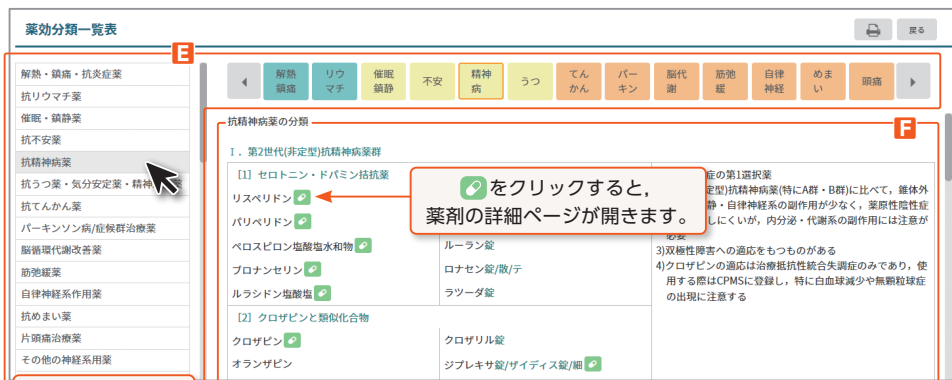 薬効分類一覧表
戻る
E
解熱・鎮痛・抗炎症薬
抗リウマチ薬
催眠・鎮静薬
抗不安薬
抗精神病薬
抗うつ薬・気分安定薬・精神
抗てんかん薬
パーキンソン病/症候群治療薬
脳循環代謝改善薬
筋弛緩薬
自律神経系作用薬
抗めまい薬
片頭痛治療薬
その他の神経系用薬
解熱
鎮痛
リウ
マチ
催眠
鎮静
不安
精神
病
うつ
てん
かん
パー
キン
脳代
謝
筋弛
緩
自律
神経
めま
い
頭痛
F
抗精神病薬の分類
Ⅰ. 第2世代(非定型)抗精神病薬群
[1] セロトニン・ドパミン拮抗薬
リスペリドン
パリペリドン
ペロスピロン塩酸塩水和物
ルーラン錠
ブロナンセリン
ロナセン錠/散/テ
ルラシドン塩酸塩
ラツーダ錠
[2] クロザピンと類似化合物
クロザピン
クロザリル錠
オランザピン
ジプレキサ錠/ザイディス錠/細
をクリックすると,
薬剤の詳細ページが開きます。
症の第1選択薬
定型)抗精神病薬(特にA群・B群)に比べて，錐体外
静・自律神経系の副作用が少なく，薬原性陰性症
しにくいが，内分泌・代謝系の副作用には注意が
必要
3)双極性障害への適応をもつものがある
4)クロザピンの適応は治療抵抗性統合失調症のみであり，使
用する際はCPMSに登録し，特に白血球減少や無顆粒球症
の出現に注意する